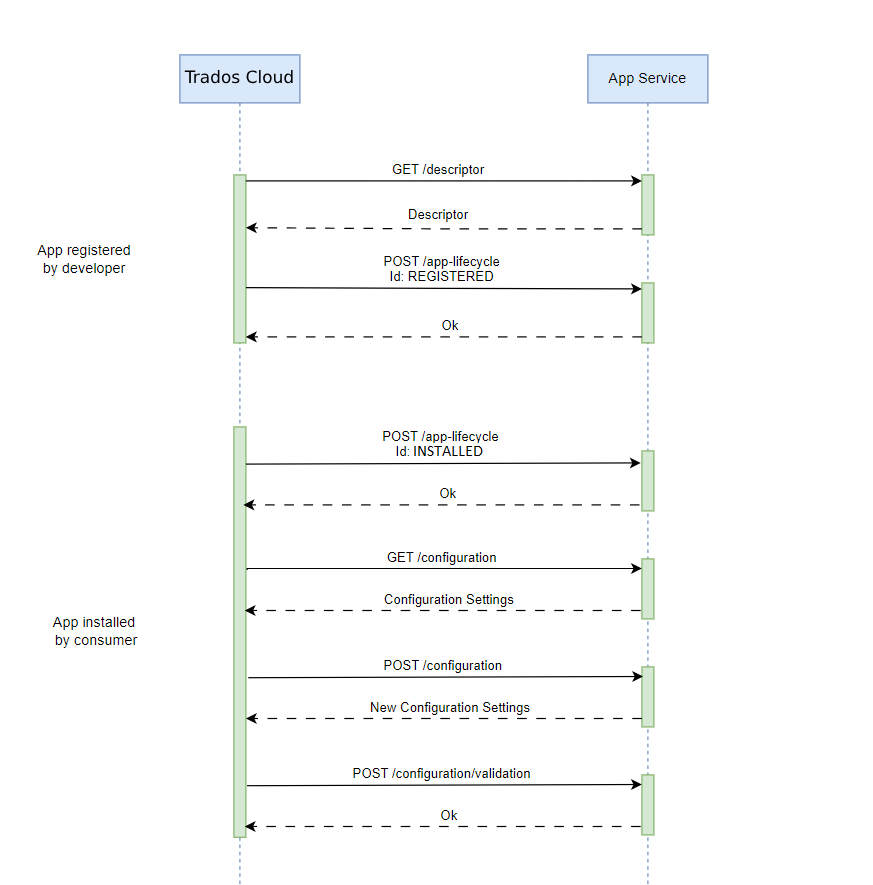 Trados Cloud
App Service
GET /descriptor
Descriptor
App registered
by developer
POST /app-lifecycle
Id: REGISTERED
Ok
POST /app-lifecycle
Id: INSTALLED
Ok
GET /configuration
Configuration Settings
App installed
by consumer
POST /configuration
New Configuration Settings
POST /configuration/validation
Ok